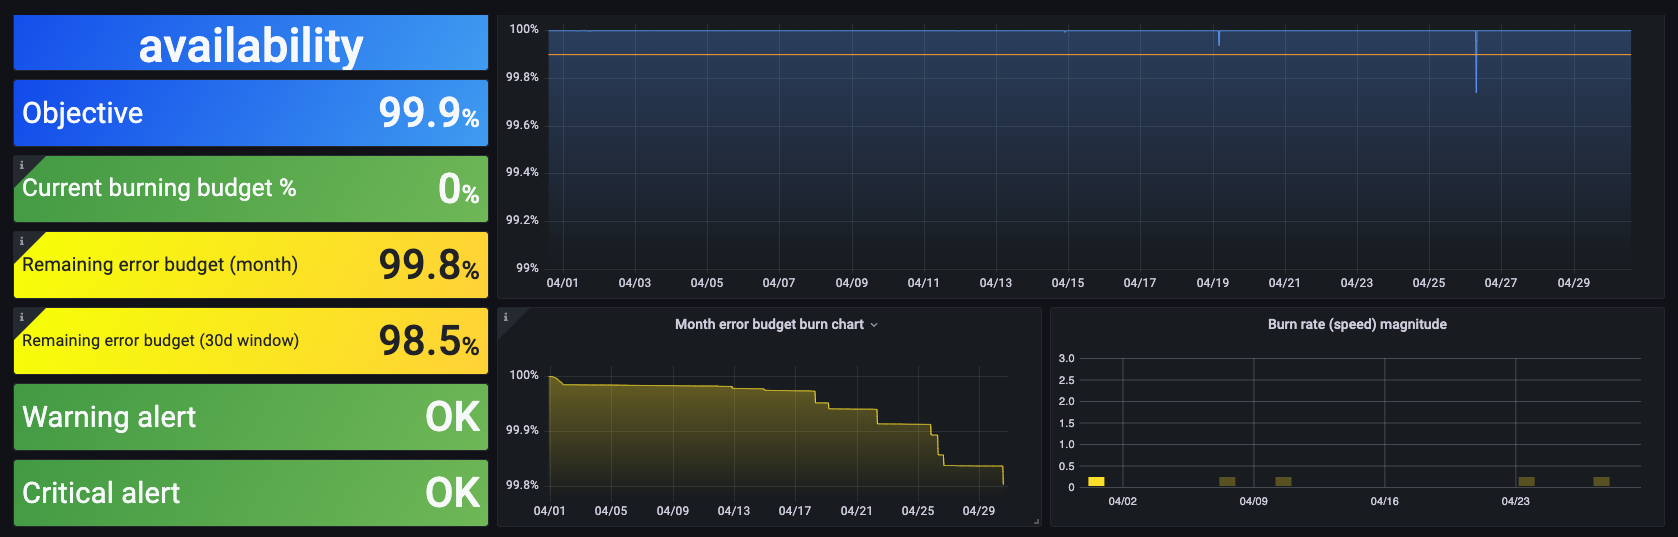 availability
Objective 99.9%
i
Current burning budget % 0%
i
Remaining error budget (month) 99.8%
i
Remaining error budget (30d window) 98.5%
Warning alert OK
Critical alert OK
100%
99.8%
99.6%
99.4%
99.2%
99%
04/01 04/03 04/05 04/07 04/09 04/11 04/13 04/15 04/17 04/19 04/21 04/23 04/25 04/27 04/29
i
Month error budget burn chart
100%
99.9%
99.8%
04/01 04/05 04/09 04/13 04/17 04/21 04/25 04/29
Burn rate (speed) magnitude
3.0
2.5
2.0
1.5
1.0
0.5
0
04/02 04/09 04/16 04/23